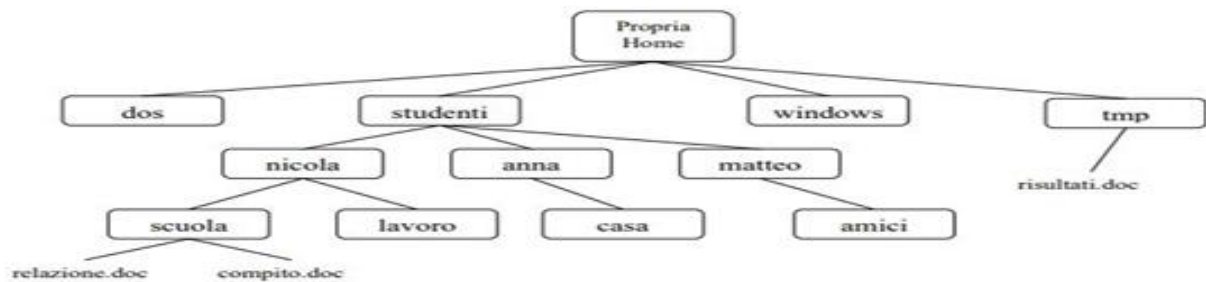 Propria
Home
dos
studenti
windows
tmp
nicola
anna
matteo
risultati.doc
scuola
lavoro
casa
amici
relazione.doc
compito.doc